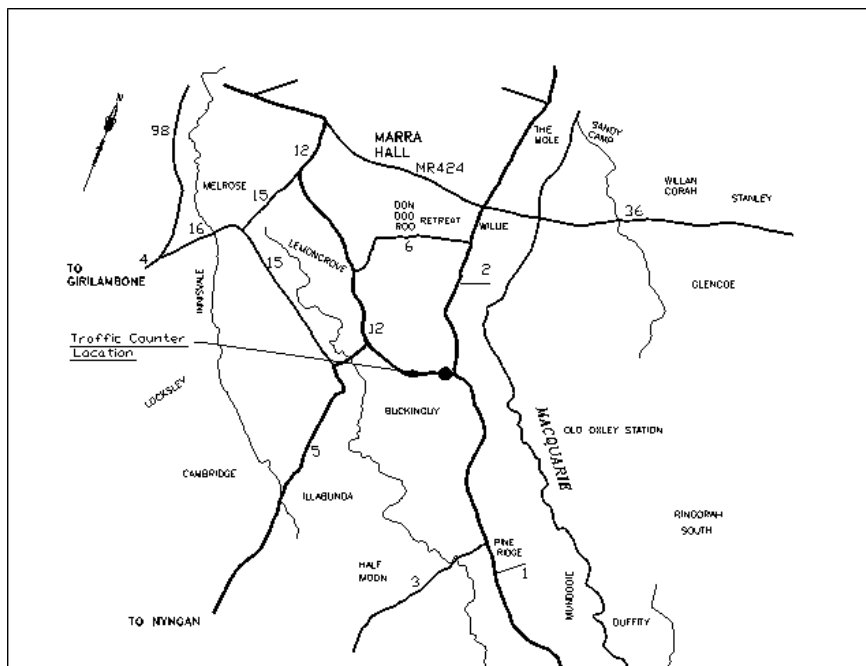 N
98
THE MOLE
SANDY CAMP
MARRA
HALL
12
MR424
MELROSE
15
WILLAN
CORAH
STANLEY
DON
DOO
ROO
RETREAT
WILLIE
36
16
LEMONGROVE
6
4
15
2
TO
GIRILAMBONE
INNISVALE
GLENCOE
12
Traffic Counter
Location
LOCKSLEY
BUCKINGUY
MACQUARIE
OLD OXLEY STATION
5
CAMBRIDGE
ILLABUNDA
RINGORAH
SOUTH
PINE
RIDGE
HALF
MOON
3
1
MUNDOOIE
TO NYNGAN
DUFFITY